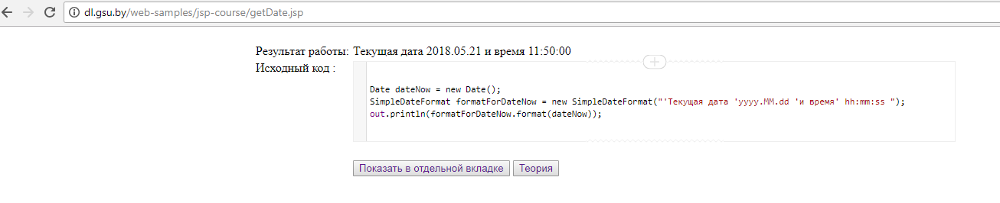 dl.gsu.by/web-samples/jsp-course/getDate.jsp
Результат работы: Текущая дата 2018.05.21 и время 11:50:00
Исходный код :
Date dateNow = new Date();
SimpleDateFormat formatForDateNow = new SimpleDateFormat("'Текущая дата 'yyyy.MM.dd 'и время' hh:mm:ss ");
out.println(formatForDateNow.format(dateNow));
Показать в отдельной вкладке Теория